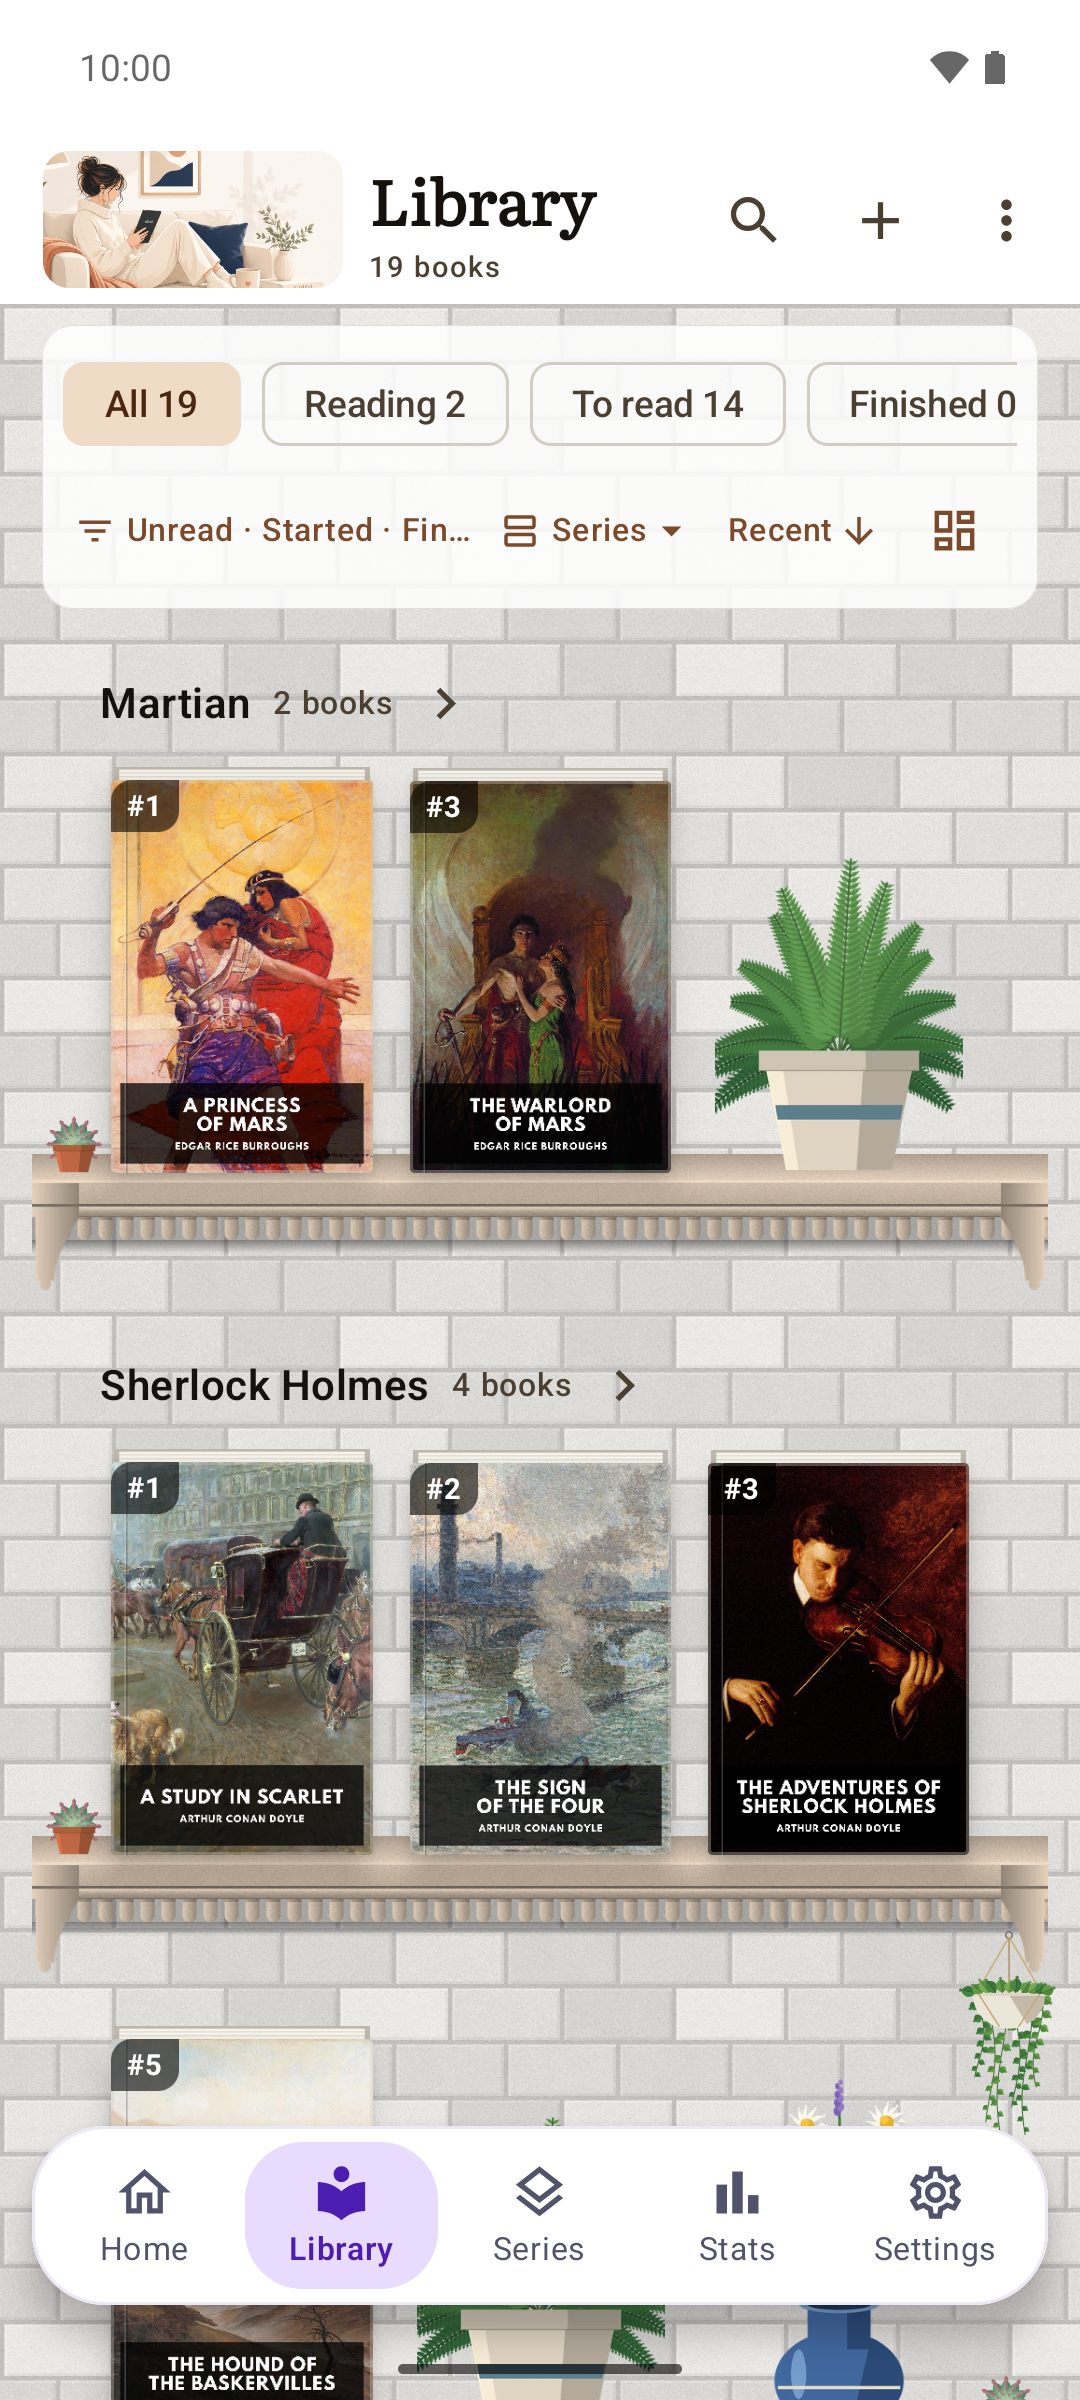 10:00
Library
19 books
All 19
Reading 2
To read 14
Finished 0
Unread · Started · Fin...
Series
Recent
Martian 2 books
#1
A PRINCESS
OF MARS
EDGAR RICE BURROUGHS
#3
THE WARLORD
OF MARS
EDGAR RICE BURROUGHS
Sherlock Holmes 4 books
#1
A STUDY IN SCARLET
ARTHUR CONAN DOYLE
#2
THE SIGN
OF THE FOUR
ARTHUR CONAN DOYLE
#3
THE ADVENTURES OF
SHERLOCK HOLMES
ARTHUR CONAN DOYLE
#5
THE HOUND OF
THE BASKERVILLES
Home
Library
Series
Stats
Settings